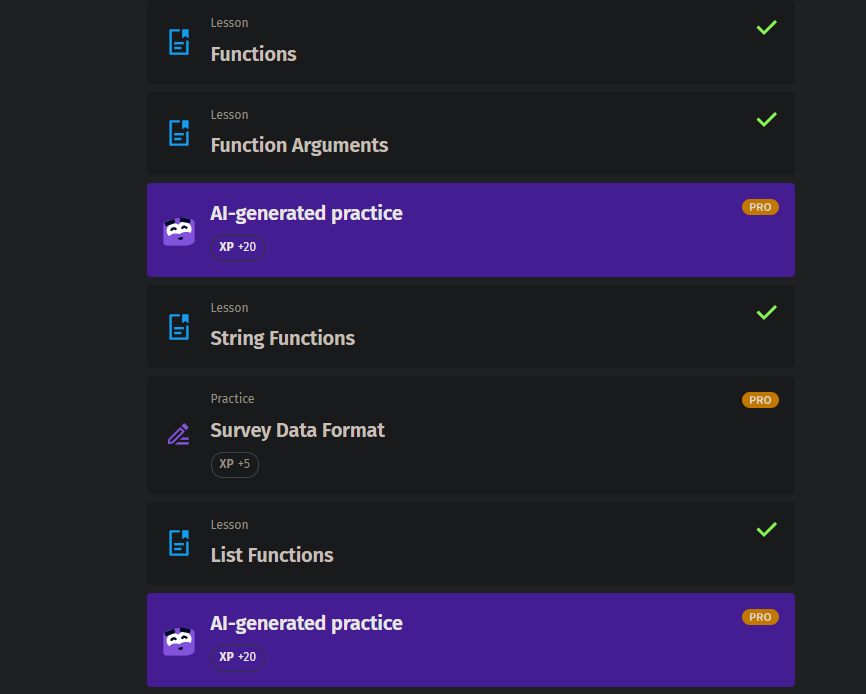 Lesson
Functions
Lesson
Function Arguments
AI-generated practice
PRO
XP +20
Lesson
String Functions
Practice
PRO
Survey Data Format
XP +5
Lesson
List Functions
AI-generated practice
PRO
XP +20